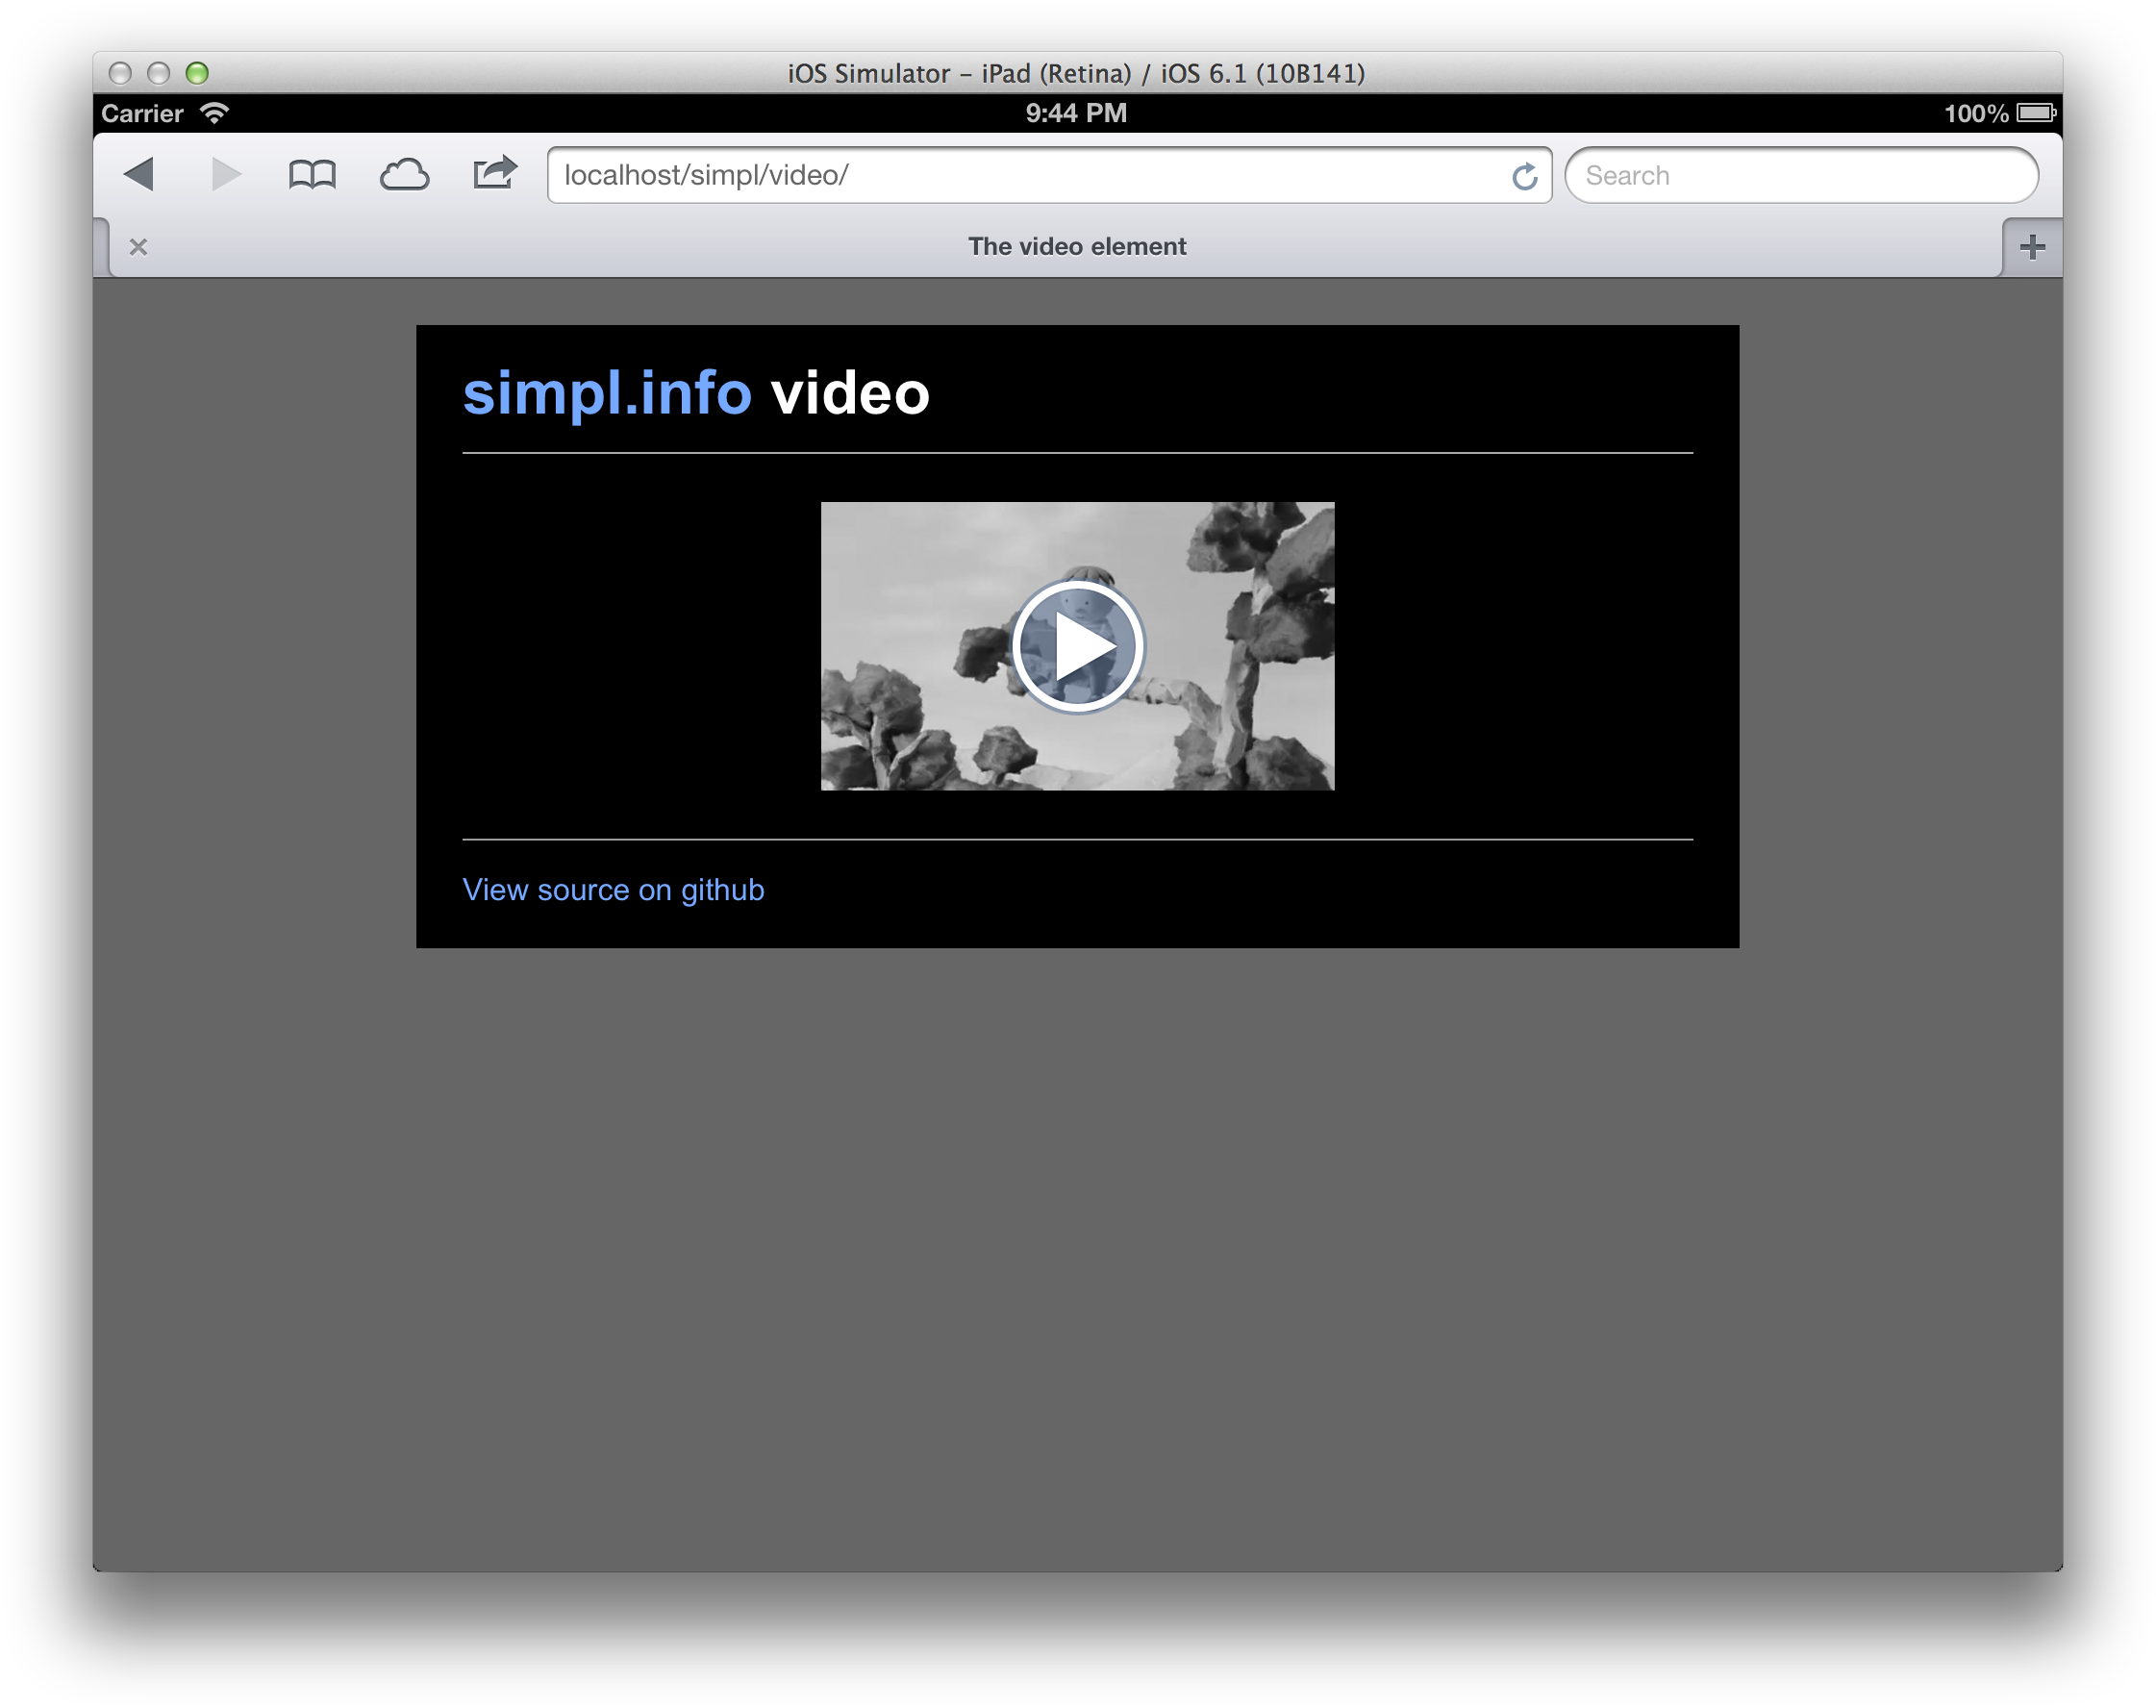 iOS Simulator – iPad (Retina) / iOS 6.1 (10B141)
Carrier 9:44 PM 100%
localhost/simpl/video/ Search
The video element
simpl.info video
View source on github